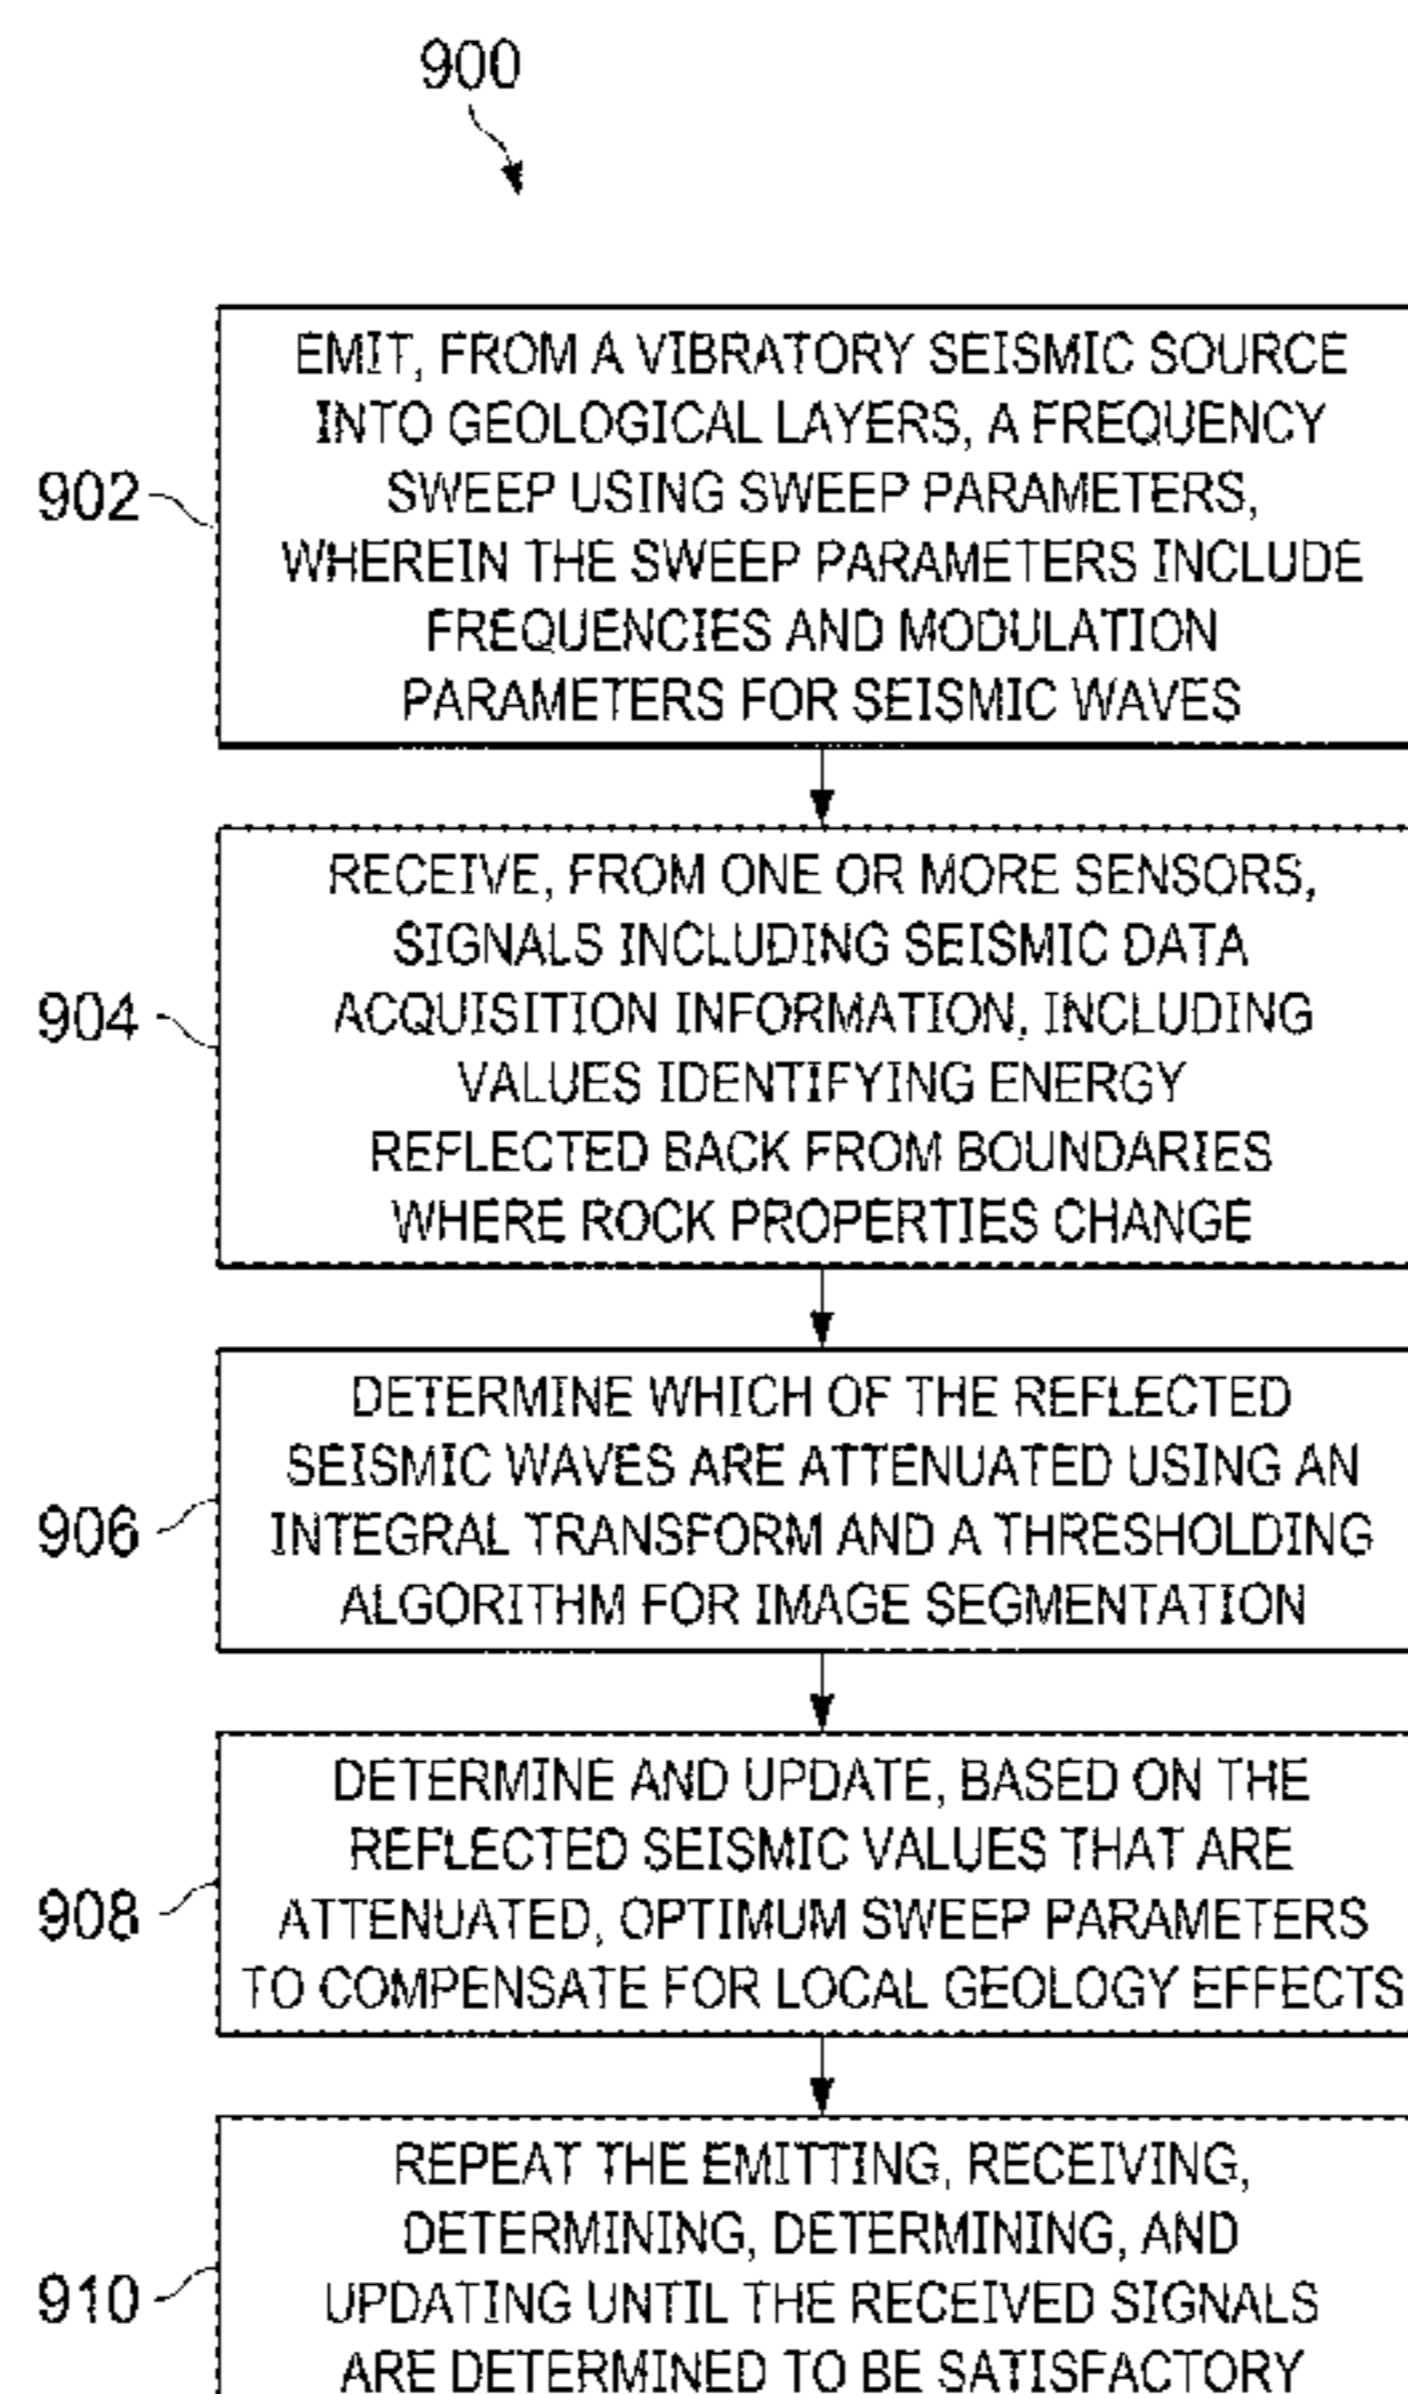 900
902
EMIT, FROM A VIBRATORY SEISMIC SOURCE
INTO GEOLOGICAL LAYERS, A FREQUENCY
SWEEP USING SWEEP PARAMETERS,
WHEREIN THE SWEEP PARAMETERS INCLUDE
FREQUENCIES AND MODULATION
PARAMETERS FOR SEISMIC WAVES
904
RECEIVE, FROM ONE OR MORE SENSORS,
SIGNALS INCLUDING SEISMIC DATA
ACQUISITION INFORMATION, INCLUDING
VALUES IDENTIFYING ENERGY
REFLECTED BACK FROM BOUNDARIES
WHERE ROCK PROPERTIES CHANGE
906
DETERMINE WHICH OF THE REFLECTED
SEISMIC WAVES ARE ATTENUATED USING AN
INTEGRAL TRANSFORM AND A THRESHOLDING
ALGORITHM FOR IMAGE SEGMENTATION
908
DETERMINE AND UPDATE, BASED ON THE
REFLECTED SEISMIC VALUES THAT ARE
ATTENUATED, OPTIMUM SWEEP PARAMETERS
TO COMPENSATE FOR LOCAL GEOLOGY EFFECTS
910
REPEAT THE EMITTING, RECEIVING,
DETERMINING, DETERMINING, AND
UPDATING UNTIL THE RECEIVED SIGNALS
ARE DETERMINED TO BE SATISFACTORY